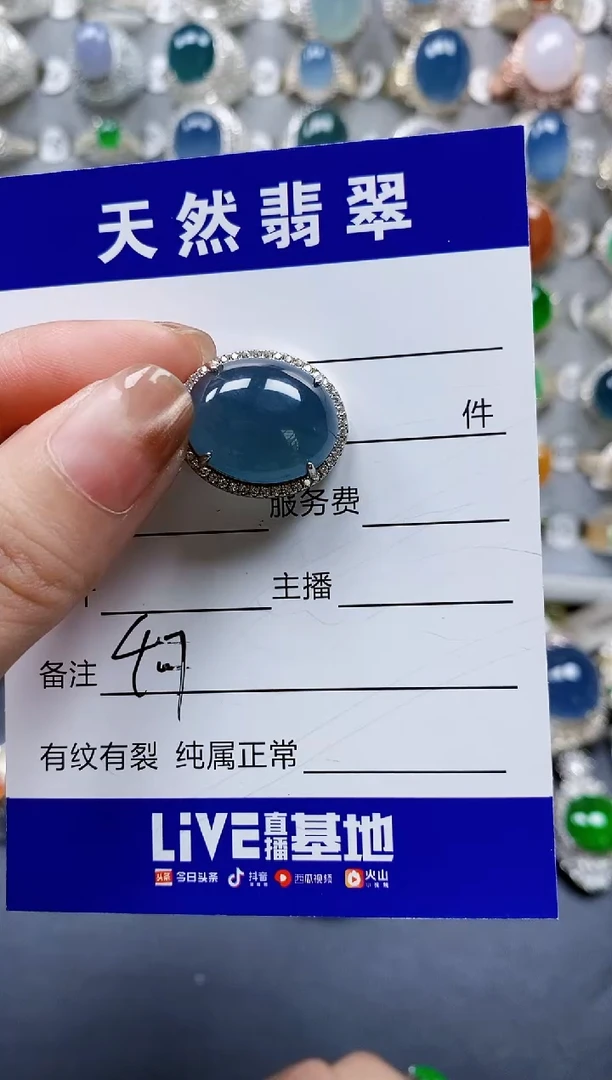 天然翡翠
件
服务费
主播
备注
有纹有裂 纯属正常
LiVE直播基地
头条 今日头条 抖音 西瓜视频 火山